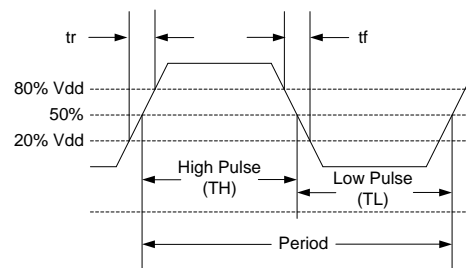 tr
tf
80% Vdd
50%
20% Vdd
High Pulse
(TH)
Low Pulse
(TL)
Period